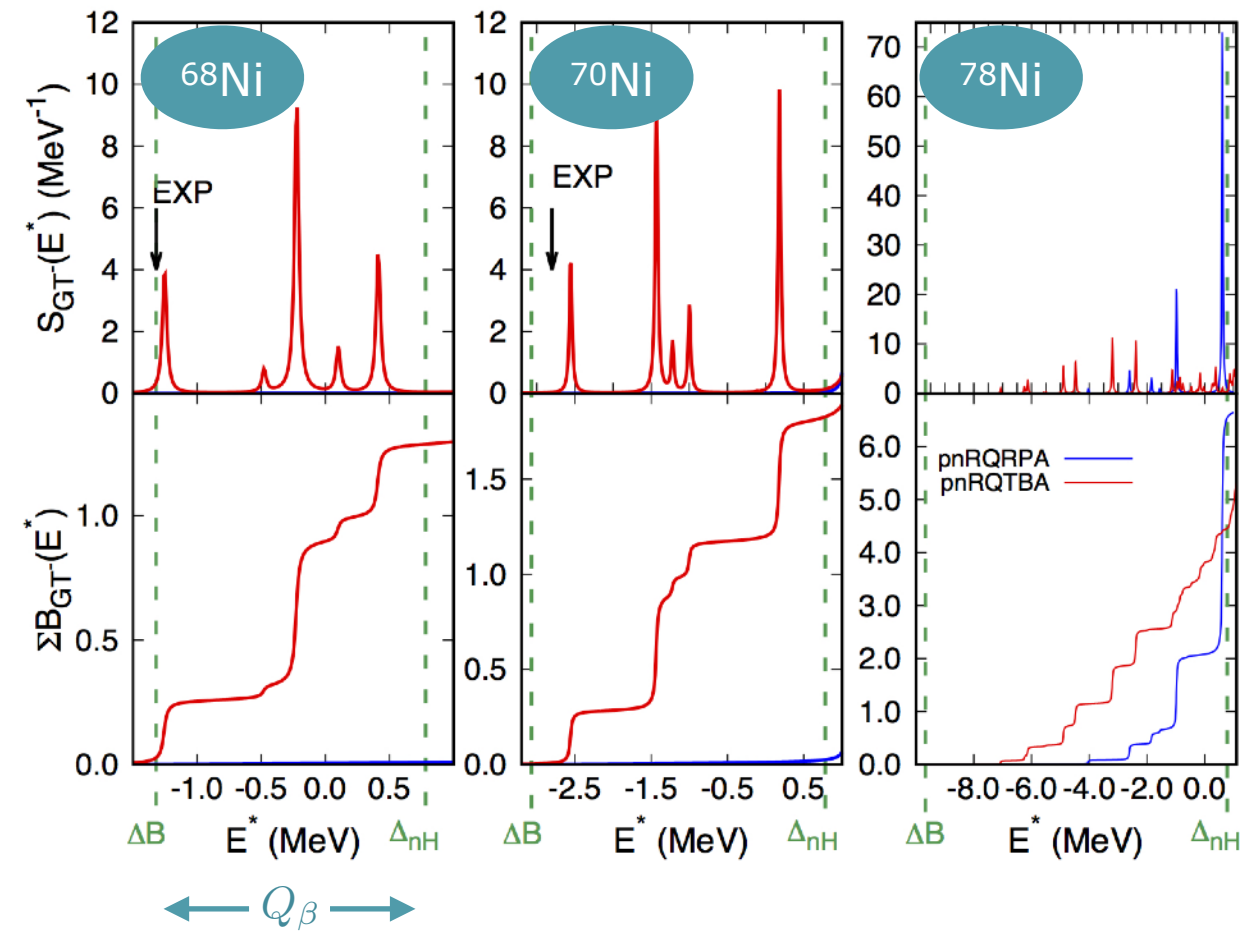 ⁶⁸Ni
⁷⁰Ni
⁷⁸Ni
S_GT⁻(E*) (MeV⁻¹)
12
10
8
6
4
2
0
EXP
12
10
8
6
4
2
0
EXP
70
60
50
40
30
20
10
0
ΣB_GT⁻(E*)
1.0
0.5
0.0
1.5
1.0
0.5
0.0
6.0
5.0
4.0
3.0
2.0
1.0
0.0
pnRQRPA
pnRQTBA
-1.0 -0.5 0.0 0.5
-2.5 -1.5 -0.5 0.5
-8.0 -6.0 -4.0 -2.0 0.0
ΔB E* (MeV) Δ_nH
ΔB E* (MeV) Δ_nH
ΔB E* (MeV) Δ_nH
Q_β